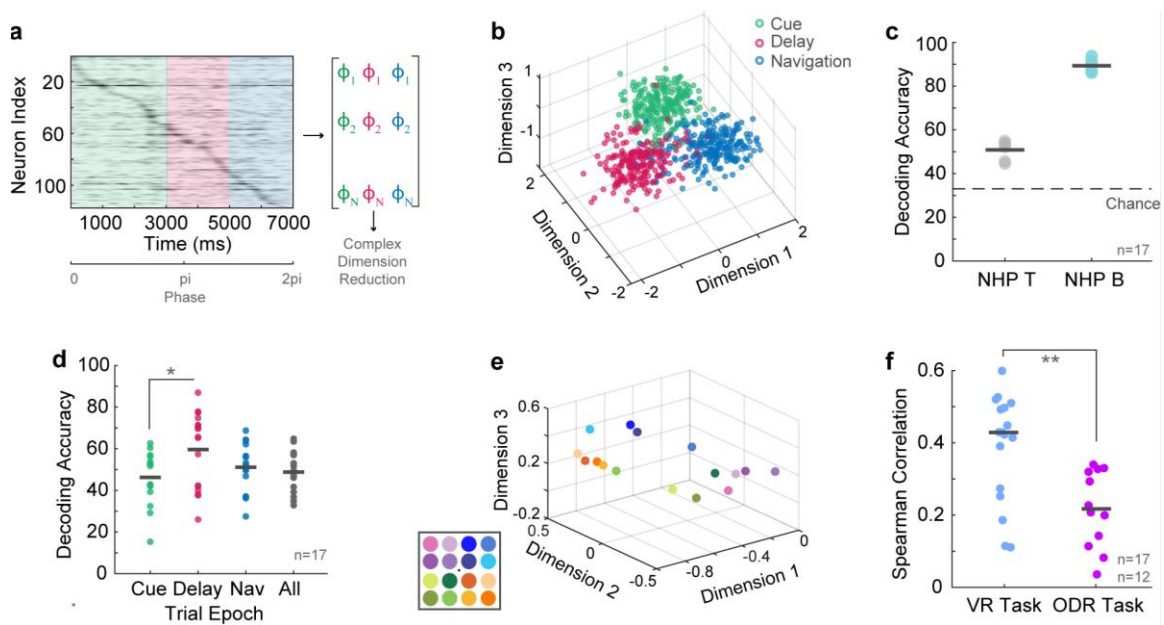 a
Neuron Index
20
60
100
1000 3000 5000 7000
Time (ms)
0 pi 2pi
Phase
ϕ1 ϕ1 ϕ1
ϕ2 ϕ2 ϕ2
ϕN ϕN ϕN
Complex
Dimension
Reduction
b
Cue
Delay
Navigation
Dimension 3
1
-1
2
0
-2
Dimension 2
-2
0
2
Dimension 1
c
Decoding Accuracy
100
80
60
40
20
0
Chance
n=17
NHP T NHP B
d
Decoding Accuracy
100
80
60
40
20
0
*
n=17
Cue Delay Nav All
Trial Epoch
e
Dimension 3
0.6
0.2
-0.2
0.5
0
-0.5
Dimension 2
-0.8
-0.4
0
Dimension 1
f
Spearman Correlation
0.6
0.4
0.2
0
**
n=17
n=12
VR Task ODR Task